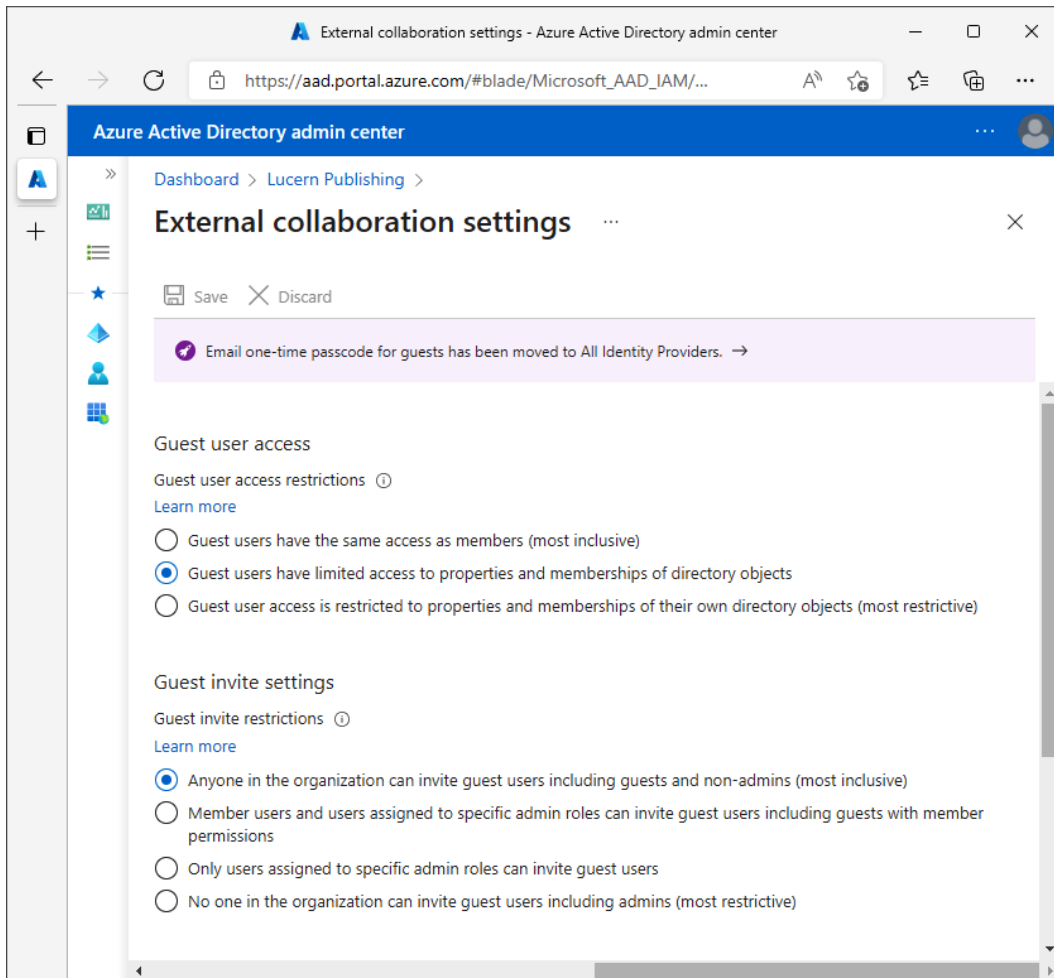 External collaboration settings - Azure Active Directory admin center
https://aad.portal.azure.com/#blade/Microsoft_AAD_IAM/...
Azure Active Directory admin center
Dashboard > Lucern Publishing >
External collaboration settings ...
Save Discard
Email one-time passcode for guests has been moved to All Identity Providers. →
Guest user access
Guest user access restrictions
Learn more
Guest users have the same access as members (most inclusive)
Guest users have limited access to properties and memberships of directory objects
Guest user access is restricted to properties and memberships of their own directory objects (most restrictive)
Guest invite settings
Guest invite restrictions
Learn more
Anyone in the organization can invite guest users including guests and non-admins (most inclusive)
Member users and users assigned to specific admin roles can invite guest users including guests with member
permissions
Only users assigned to specific admin roles can invite guest users
No one in the organization can invite guest users including admins (most restrictive)